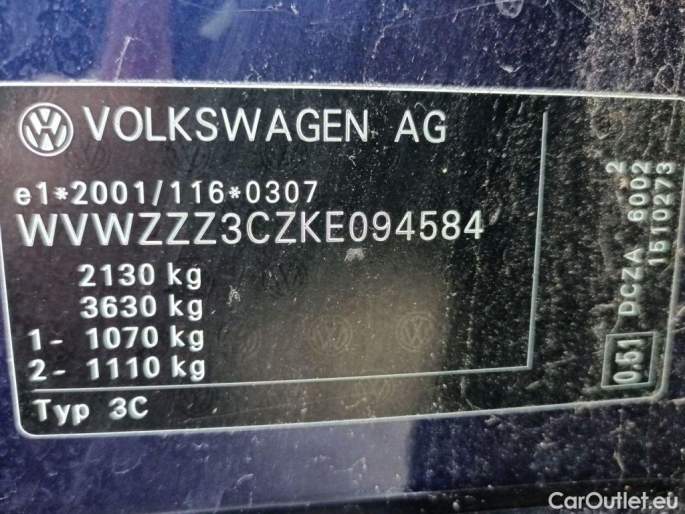 VOLKSWAGEN AG
e1*2001/116*0307
WVWZZZ3CZKE094584
2130 kg
3630 kg
1- 1070 kg
2- 1110 kg
Typ 3C
0.51 DCZA 6002 2
1510273
CarOutlet.eu